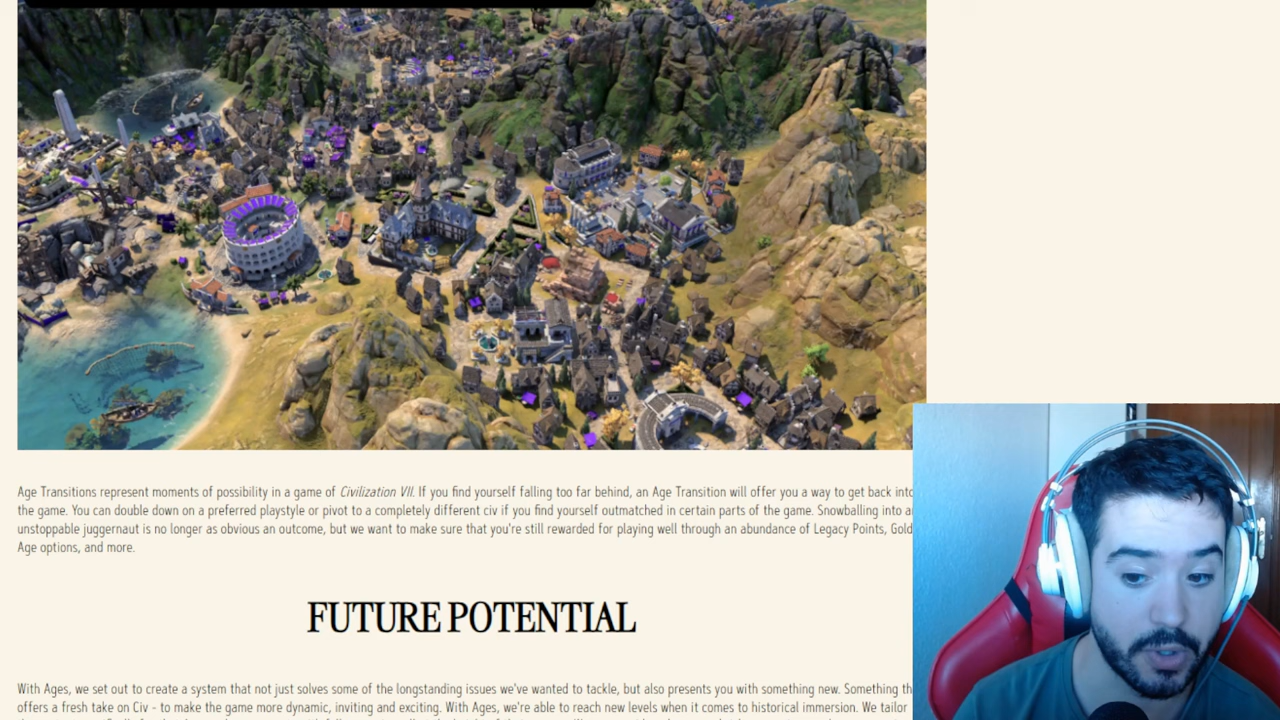 Age Transitions represent moments of possibility in a game of Civilization VII. If you find yourself falling too far behind, an Age Transition will offer you a way to get back into
the game. You can double down on a preferred playstyle or pivot to a completely different civ if you find yourself outmatched in certain parts of the game. Snowballing into
unstoppable juggernaut is no longer as obvious an outcome, but we want to make sure that you're still rewarded for playing well through an abundance of Legacy Points, Gold
Age options, and more.
FUTURE POTENTIAL
With Ages, we set out to create a system that not just solves some of the longstanding issues we've wanted to tackle, but also presents you with something new. Something
offers a fresh take on Civ - to make the game more dynamic, inviting and exciting. With Ages, we're able to reach new levels when it comes to historical immersion. We tailor